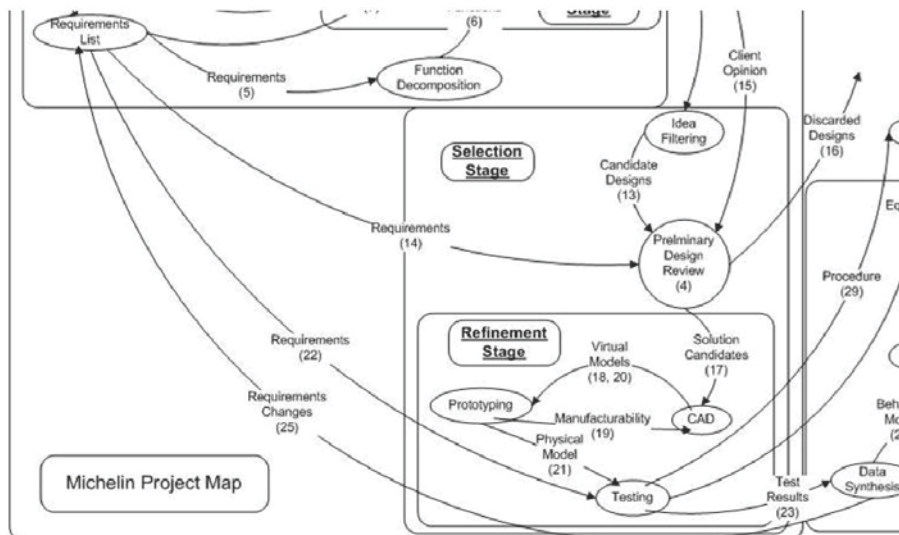 (6)
Stage
Requirements
List
Client
Opinion
(15)
Function
Decomposition
Requirements
(5)
Idea
Filtering
Discarded
Designs
(16)
Selection
Stage
Candidate
Designs
(13)
Requirements
(14)
Prelminary
Design
Review
(4)
Procedure
(29)
Refinement
Stage
Virtual
Models
(18, 20)
Solution
Candidates
(17)
Requirements
(22)
Requirements
Changes
(25)
Prototyping
Manufacturability
(19)
CAD
Physical
Model
(21)
Michelin Project Map
Testing
Test
Results
(23)
Data
Synthesis